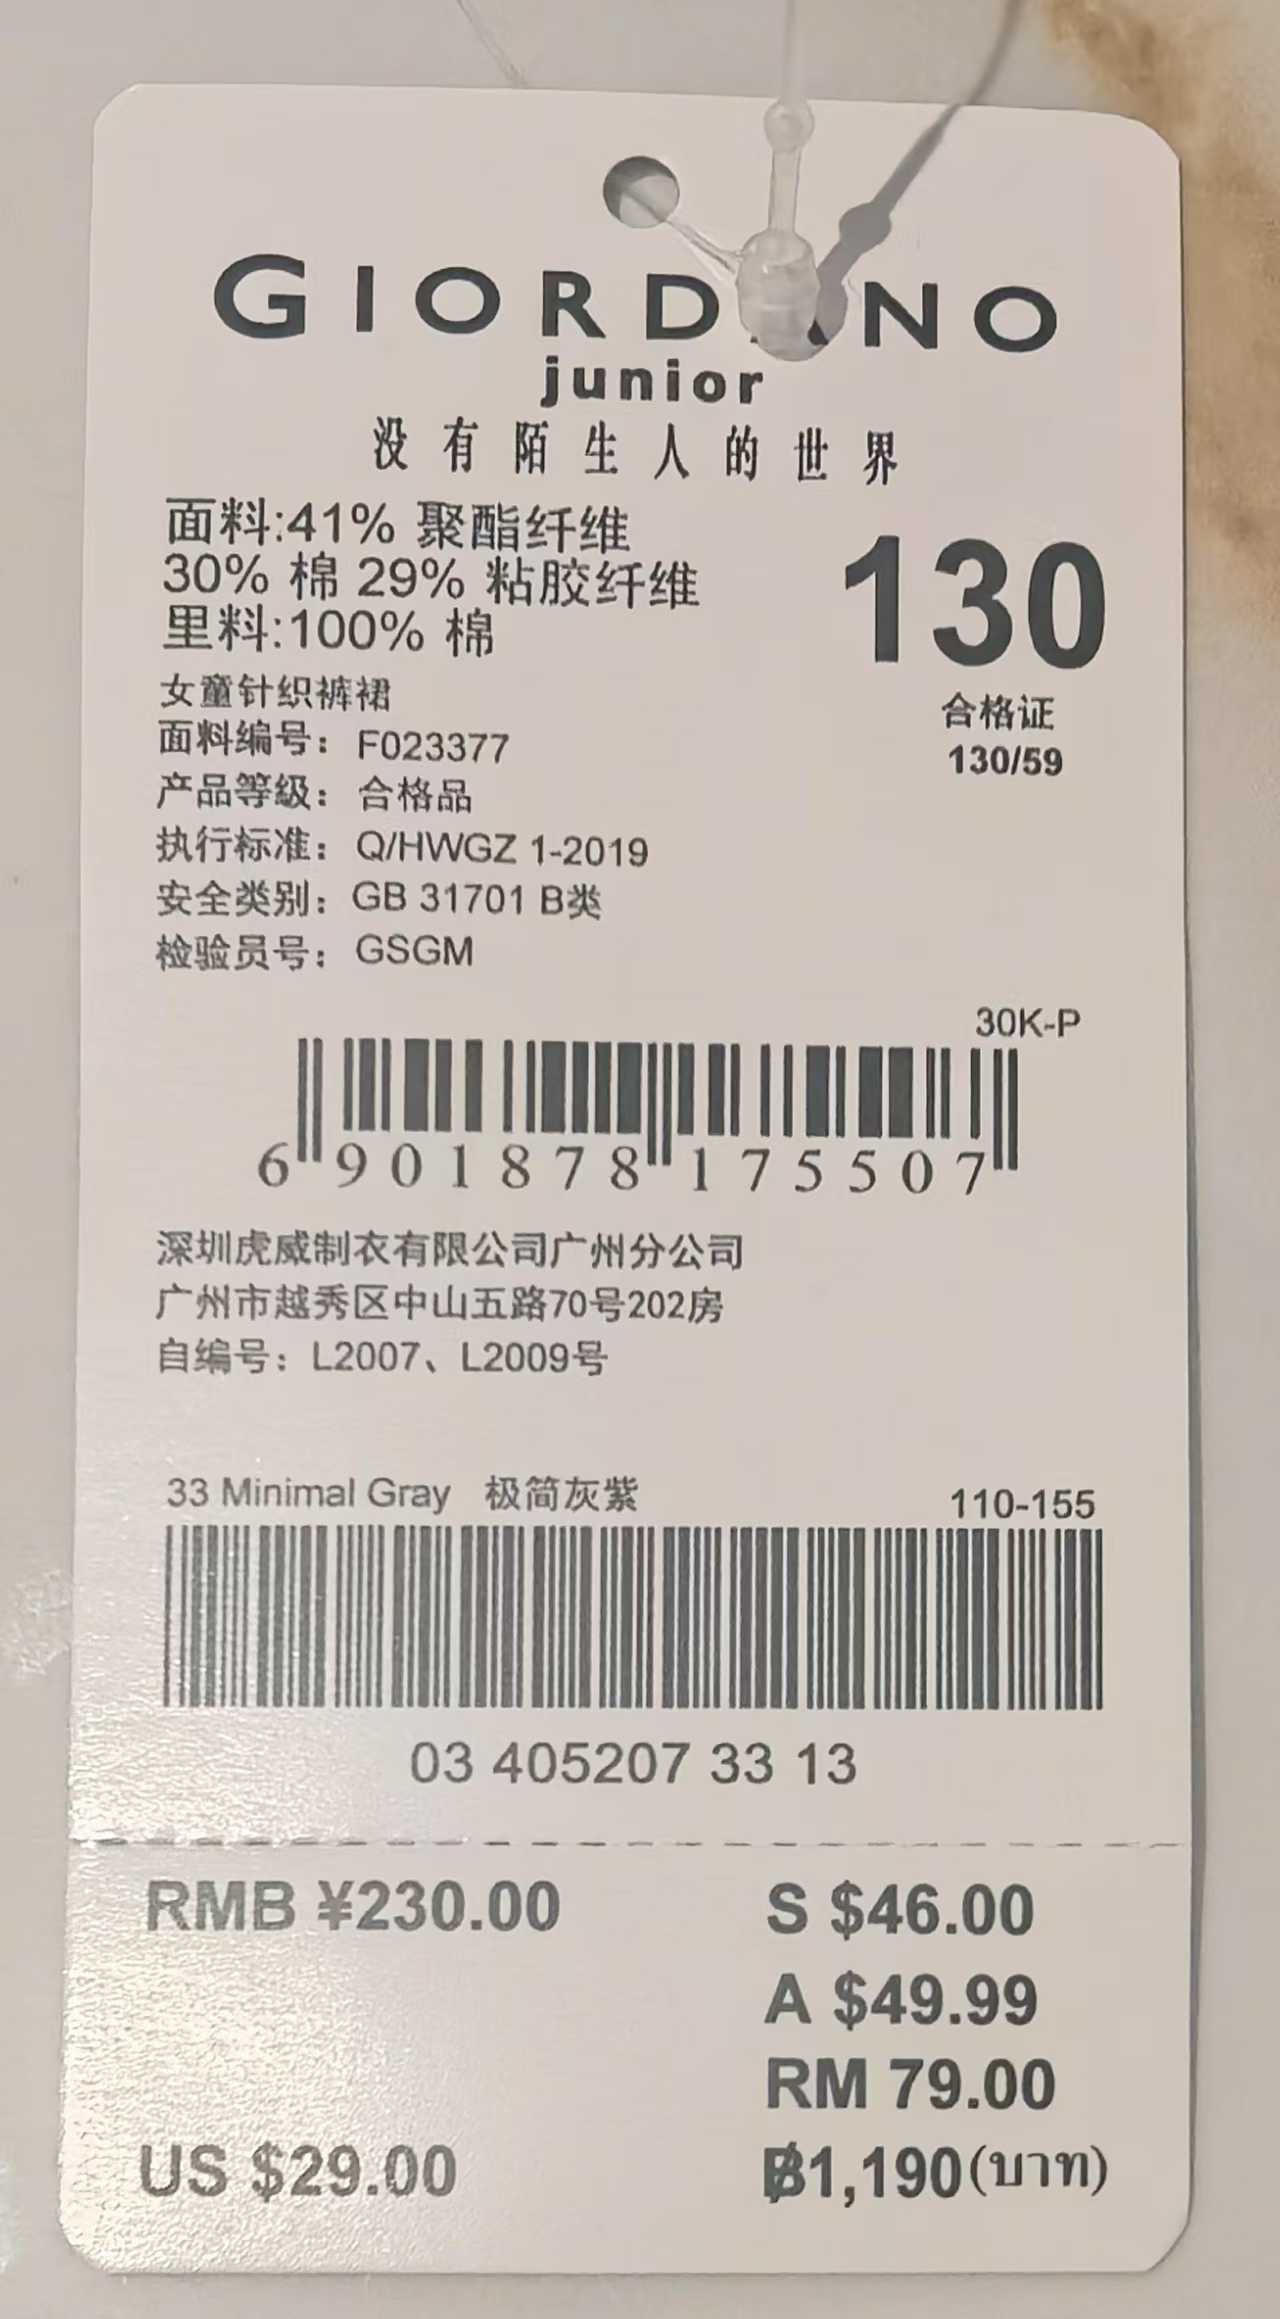 GIORDANO
junior
没有陌生人的世界
面料:41% 聚酯纤维
30% 棉 29% 粘胶纤维
里料:100% 棉
130
女童针织裤裙
合格证
面料编号： F023377
130/59
产品等级： 合格品
执行标准： Q/HWGZ 1-2019
安全类别： GB 31701 B类
检验员号： GSGM
30K-P
6 901878 175507
深圳虎威制衣有限公司广州分公司
广州市越秀区中山五路70号202房
自编号：L2007、L2009号
33 Minimal Gray 极简灰紫
110-155
03 405207 33 13
RMB ¥230.00
S $46.00
A $49.99
RM 79.00
US $29.00
฿1,190(บาท)